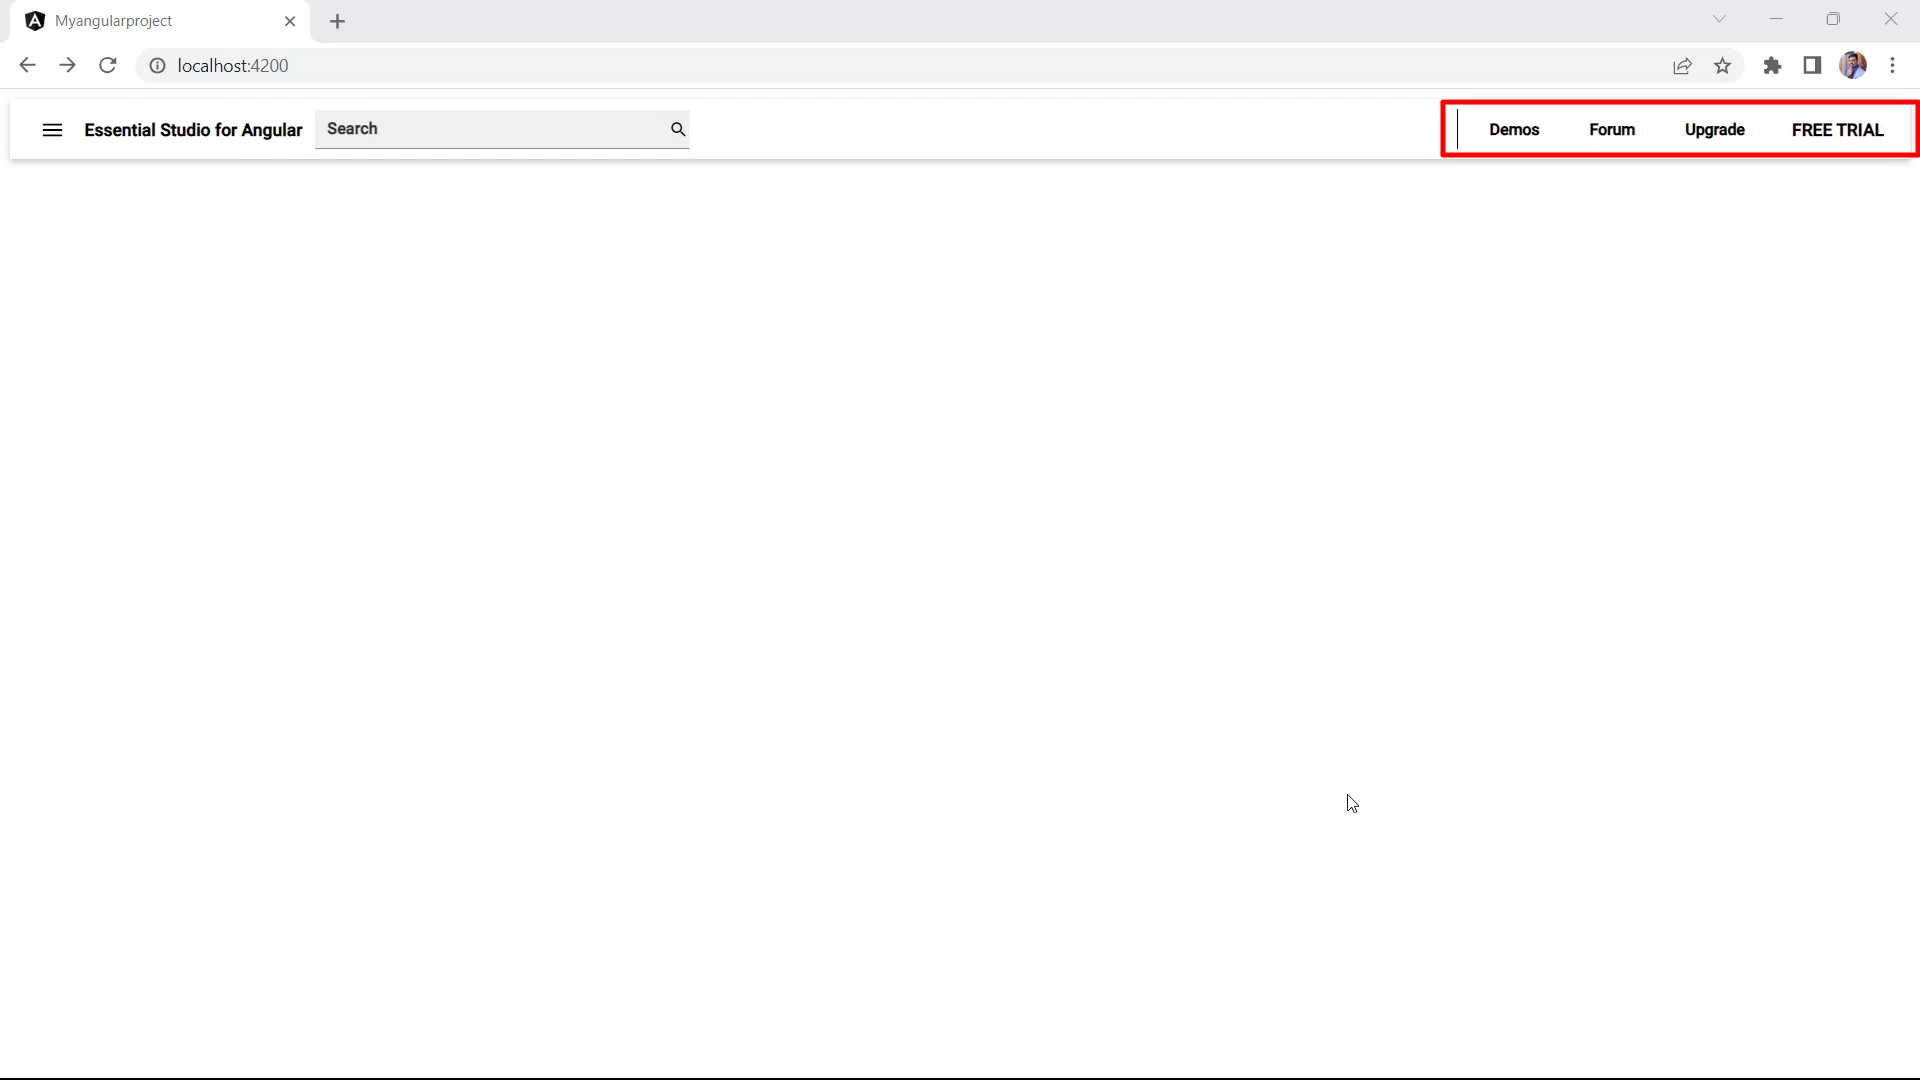 Myangularproject
localhost:4200
Essential Studio for Angular Search Demos Forum Upgrade FREE TRIAL